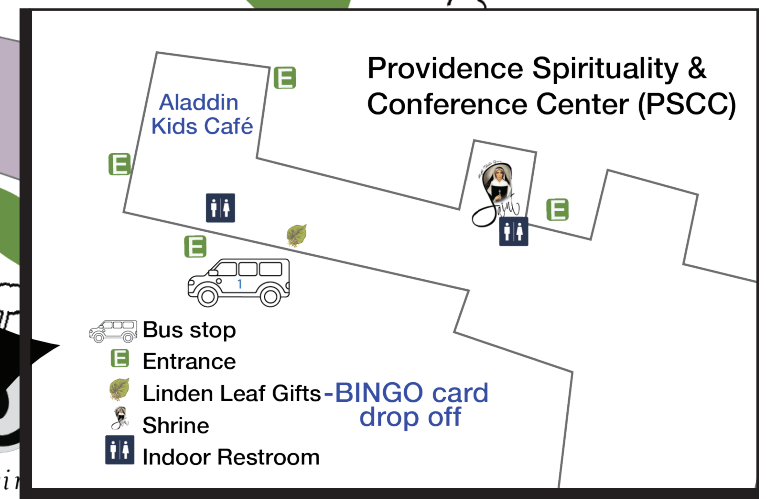 Providence Spirituality &
Conference Center (PSCC)
E
Aladdin
Kids Café
E
E
Saint
E
1
Bus stop
E Entrance
Linden Leaf Gifts-BINGO card
drop off
Shrine
Indoor Restroom